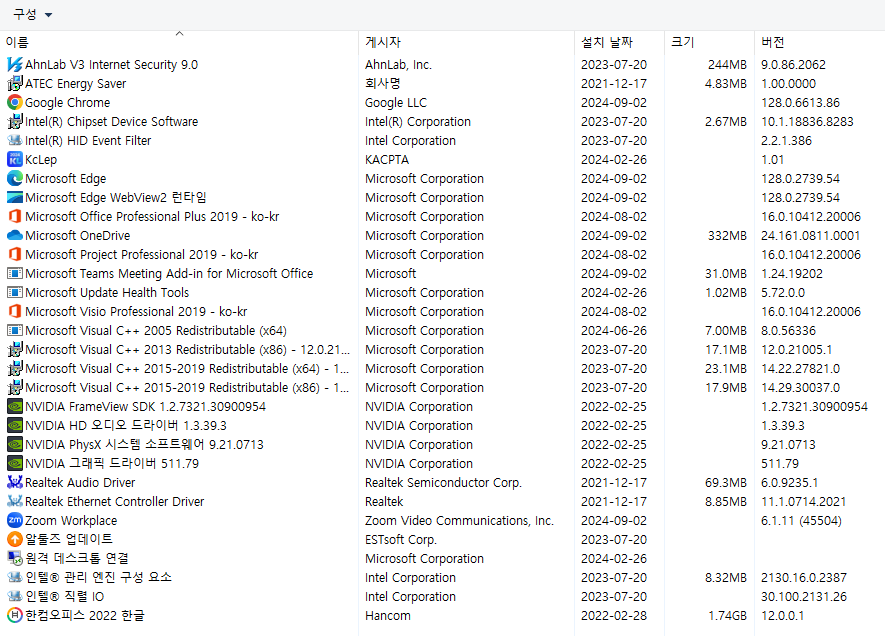 구성
이름 게시자 설치 날짜 크기 버전
AhnLab V3 Internet Security 9.0 AhnLab, Inc. 2023-07-20 244MB 9.0.86.2062
ATEC Energy Saver 회사명 2021-12-17 4.83MB 1.00.0000
Google Chrome Google LLC 2024-09-02 128.0.6613.86
Intel(R) Chipset Device Software Intel(R) Corporation 2023-07-20 2.67MB 10.1.18836.8283
Intel(R) HID Event Filter Intel Corporation 2023-07-20 2.2.1.386
KcLep KACPTA 2024-02-26 1.01
Microsoft Edge Microsoft Corporation 2024-09-02 128.0.2739.54
Microsoft Edge WebView2 런타임 Microsoft Corporation 2024-09-02 128.0.2739.54
Microsoft Office Professional Plus 2019 - ko-kr Microsoft Corporation 2024-08-02 16.0.10412.20006
Microsoft OneDrive Microsoft Corporation 2024-09-02 332MB 24.161.0811.0001
Microsoft Project Professional 2019 - ko-kr Microsoft Corporation 2024-08-02 16.0.10412.20006
Microsoft Teams Meeting Add-in for Microsoft Office Microsoft 2024-09-02 31.0MB 1.24.19202
Microsoft Update Health Tools Microsoft Corporation 2024-02-26 1.02MB 5.72.0.0
Microsoft Visio Professional 2019 - ko-kr Microsoft Corporation 2024-08-02 16.0.10412.20006
Microsoft Visual C++ 2005 Redistributable (x64) Microsoft Corporation 2024-06-26 7.00MB 8.0.56336
Microsoft Visual C++ 2013 Redistributable (x86) - 12.0.21... Microsoft Corporation 2023-07-20 17.1MB 12.0.21005.1
Microsoft Visual C++ 2015-2019 Redistributable (x64) - 1... Microsoft Corporation 2023-07-20 23.1MB 14.22.27821.0
Microsoft Visual C++ 2015-2019 Redistributable (x86) - 1... Microsoft Corporation 2023-07-20 17.9MB 14.29.30037.0
NVIDIA FrameView SDK 1.2.7321.30900954 NVIDIA Corporation 2022-02-25 1.2.7321.30900954
NVIDIA HD 오디오 드라이버 1.3.39.3 NVIDIA Corporation 2022-02-25 1.3.39.3
NVIDIA PhysX 시스템 소프트웨어 9.21.0713 NVIDIA Corporation 2022-02-25 9.21.0713
NVIDIA 그래픽 드라이버 511.79 NVIDIA Corporation 2022-02-25 511.79
Realtek Audio Driver Realtek Semiconductor Corp. 2021-12-17 69.3MB 6.0.9235.1
Realtek Ethernet Controller Driver Realtek 2021-12-17 8.85MB 11.1.0714.2021
Zoom Workplace Zoom Video Communications, Inc. 2024-09-02 6.1.11 (45504)
알툴즈 업데이트 ESTsoft Corp. 2023-07-20
원격 데스크톱 연결 Microsoft Corporation 2024-02-26
인텔® 관리 엔진 구성 요소 Intel Corporation 2023-07-20 8.32MB 2130.16.0.2387
인텔® 직렬 IO Intel Corporation 2023-07-20 30.100.2131.26
한컴오피스 2022 한글 Hancom 2022-02-28 1.74GB 12.0.0.1